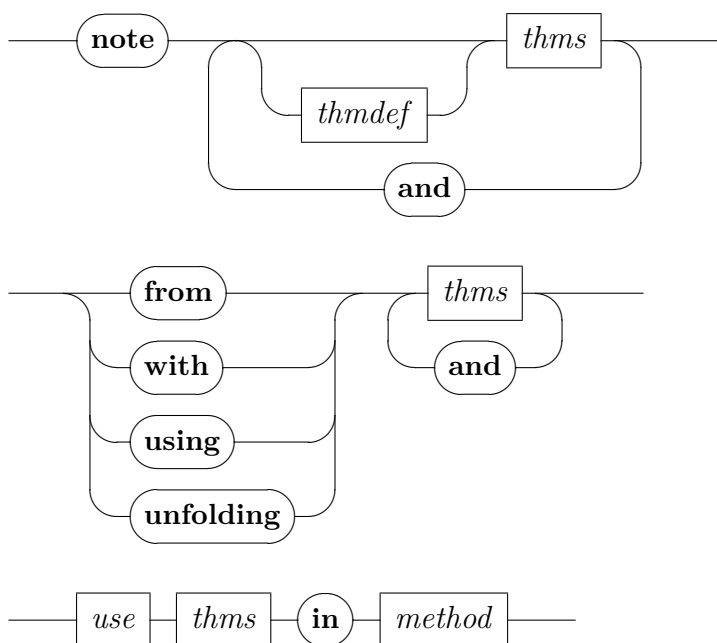 note thms
thmdef
and
from thms
with and
using
unfolding
use thms in method